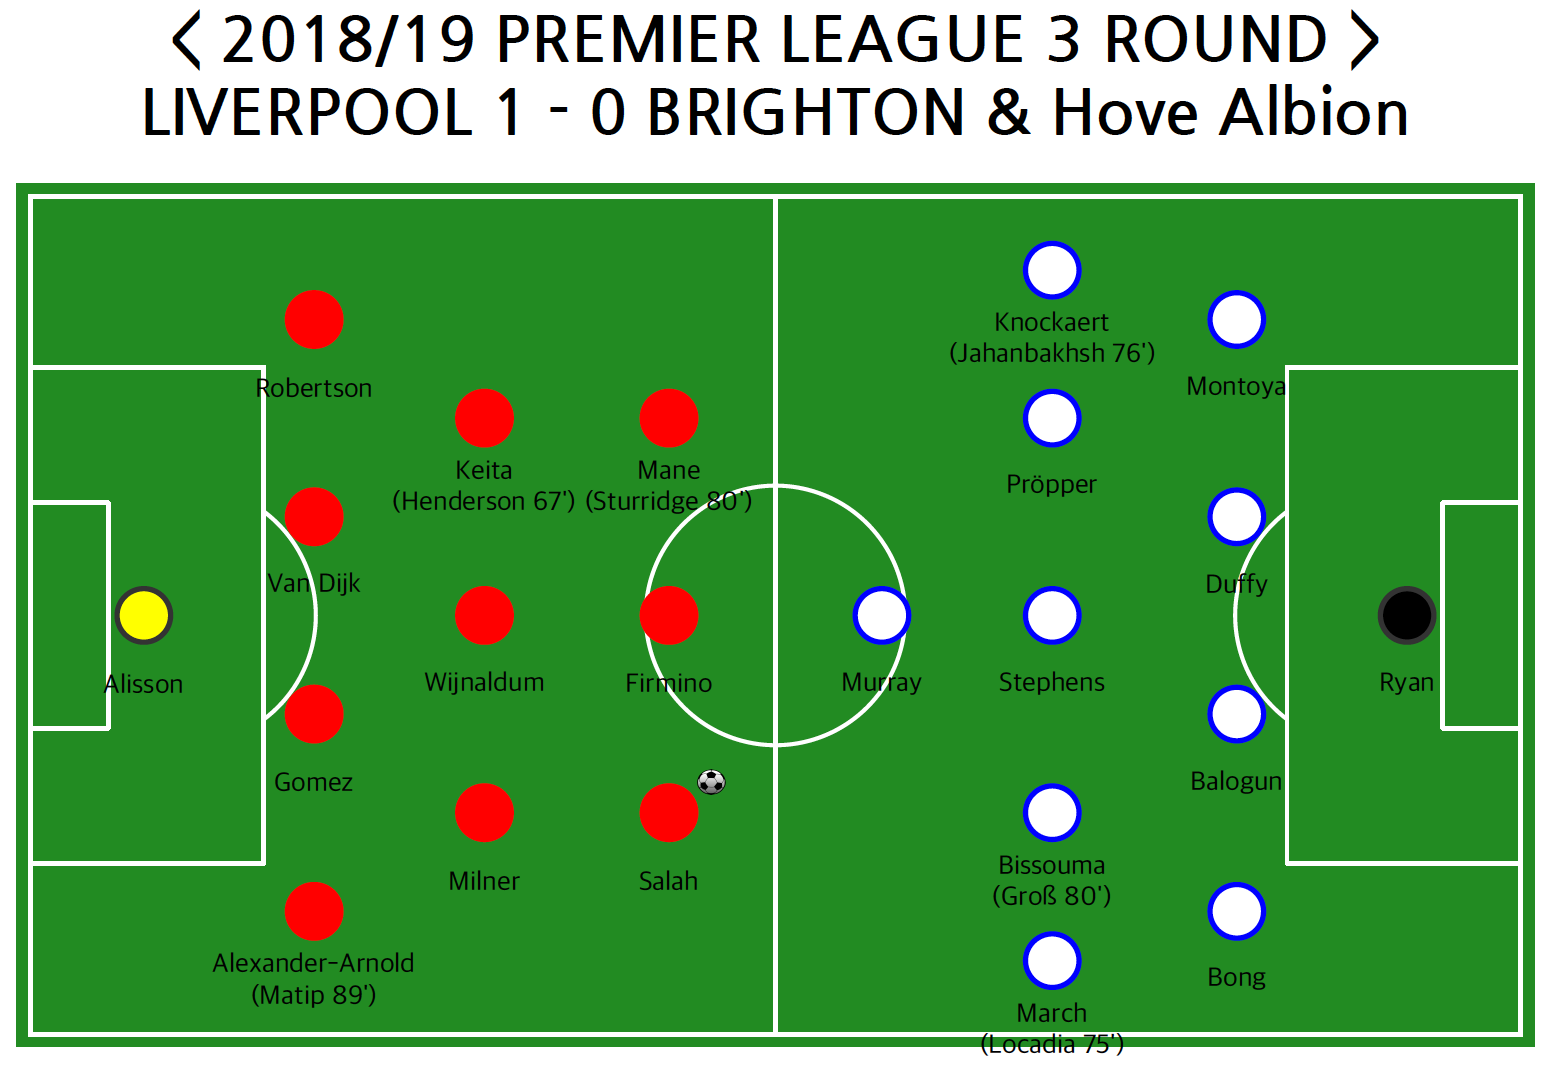 < 2018/19 PREMIER LEAGUE 3 ROUND >
LIVERPOOL 1 - 0 BRIGHTON & Hove Albion
Robertson
Keita
(Henderson 67')
Mane
(Sturridge 80')
Van Dijk
Alisson
Wijnaldum
Firmino
Gomez
Milner
Salah
Alexander-Arnold
(Matip 89')
Knockaert
(Jahanbakhsh 76')
Montoya
Pröpper
Duffy
Murray
Stephens
Ryan
Balogun
Bissouma
(Groß 80')
Bong
March
(Locadia 75')